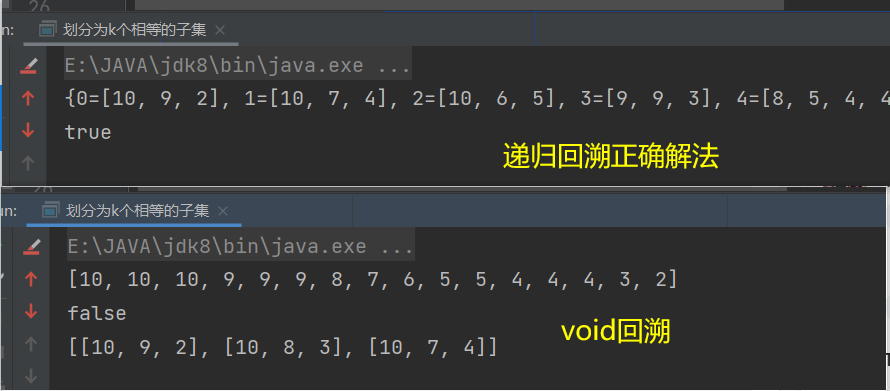 26
n: 划分为k个相等的子集 ×
E:\JAVA\jdk8\bin\java.exe ...
{0=[10, 9, 2], 1=[10, 7, 4], 2=[10, 6, 5], 3=[9, 9, 3], 4=[8, 5, 4, 4
true
递归回溯正确解法
un: 划分为k个相等的子集 ×
E:\JAVA\jdk8\bin\java.exe ...
[10, 10, 10, 9, 9, 9, 8, 7, 6, 5, 5, 4, 4, 4, 3, 2]
false
void回溯
[[10, 9, 2], [10, 8, 3], [10, 7, 4]]